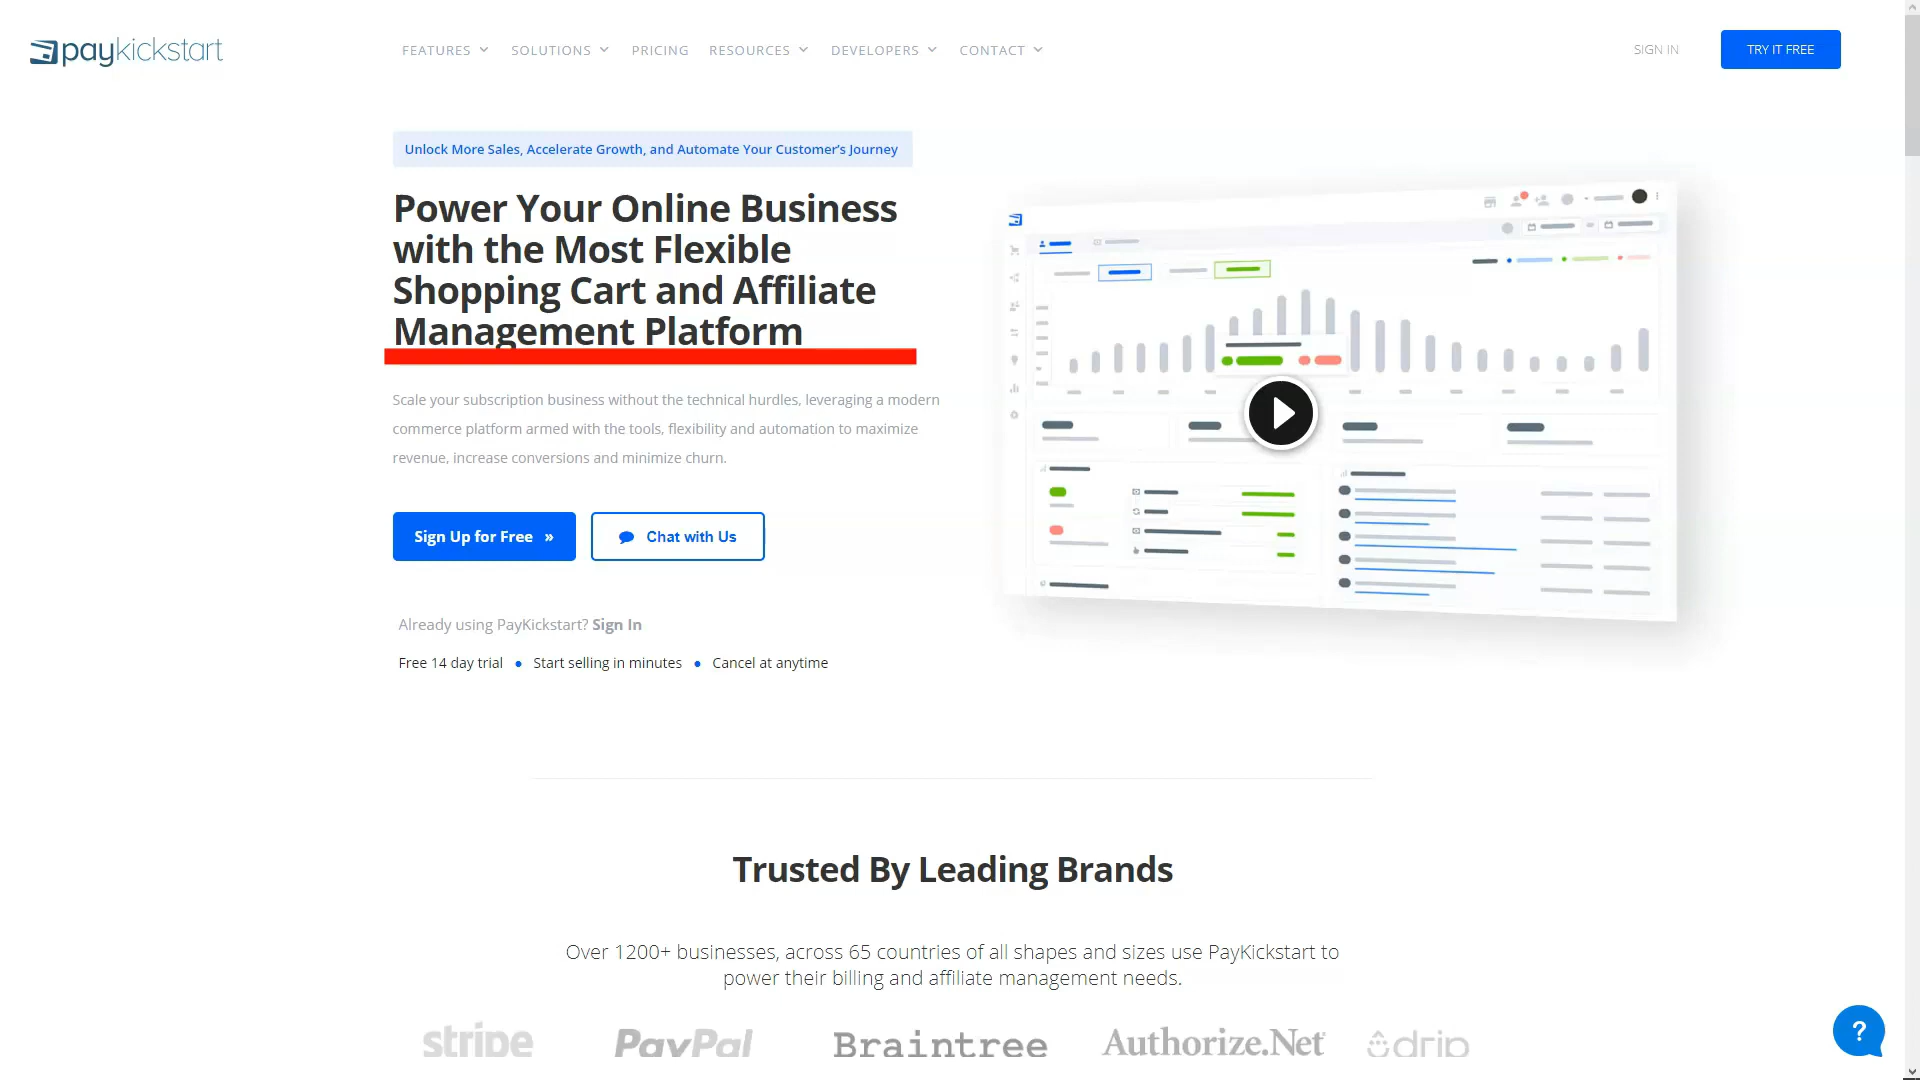 paykickstart
FEATURES
SOLUTIONS
PRICING
RESOURCES
DEVELOPERS
CONTACT
SIGN IN
TRY IT FREE
Unlock More Sales, Accelerate Growth, and Automate Your Customer's Journey
Power Your Online Business
with the Most Flexible
Shopping Cart and Affiliate
Management Platform
Scale your subscription business without the technical hurdles, leveraging a modern
commerce platform armed with the tools, flexibility and automation to maximize
revenue, increase conversions and minimize churn.
Sign Up for Free »
Chat with Us
Already using PayKickstart? Sign In
Free 14 day trial • Start selling in minutes • Cancel at anytime
Trusted By Leading Brands
Over 1200+ businesses, across 65 countries of all shapes and sizes use PayKickstart to
power their billing and affiliate management needs.
stripe
PayPal
Braintree
Authorize.Net
drip
?